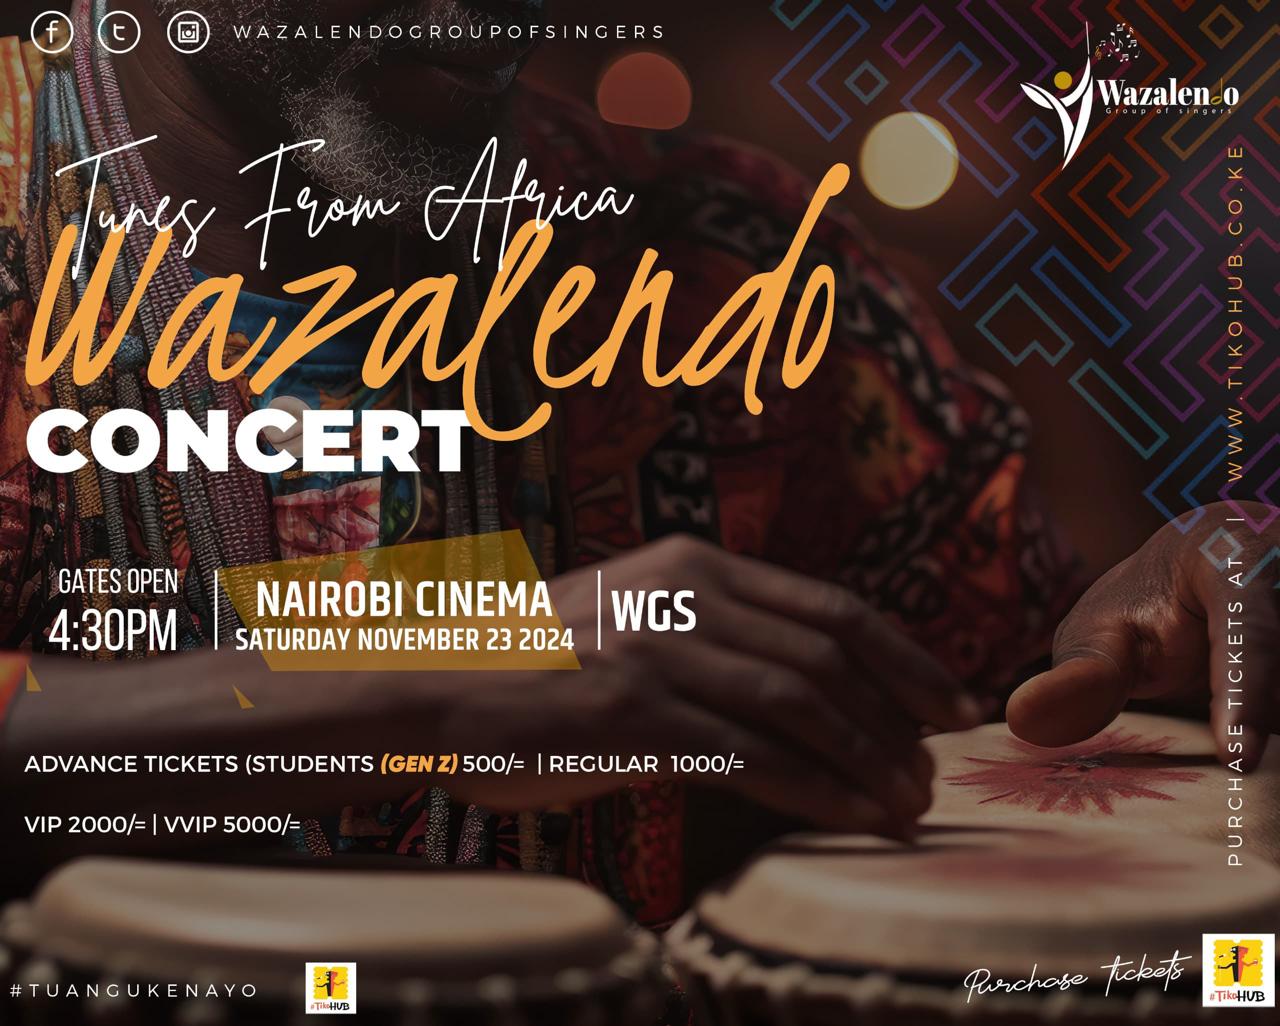 WAZALENDOGROUPOFSINGERS
Wazalendo
Group of singers
Tunes From Africa
Wazalendo
CONCERT
GATES OPEN
4:30PM
NAIROBI CINEMA
SATURDAY NOVEMBER 23 2024
WGS
ADVANCE TICKETS (STUDENTS (GEN Z) 500/= | REGULAR 1000/=
VIP 2000/= | VVIP 5000/=
PURCHASE TICKETS AT | WWW.TIKOHUB.CO.KE
#TUANGUKENAYO
#TikoHUB
Purchase tickets
#TikoHUB